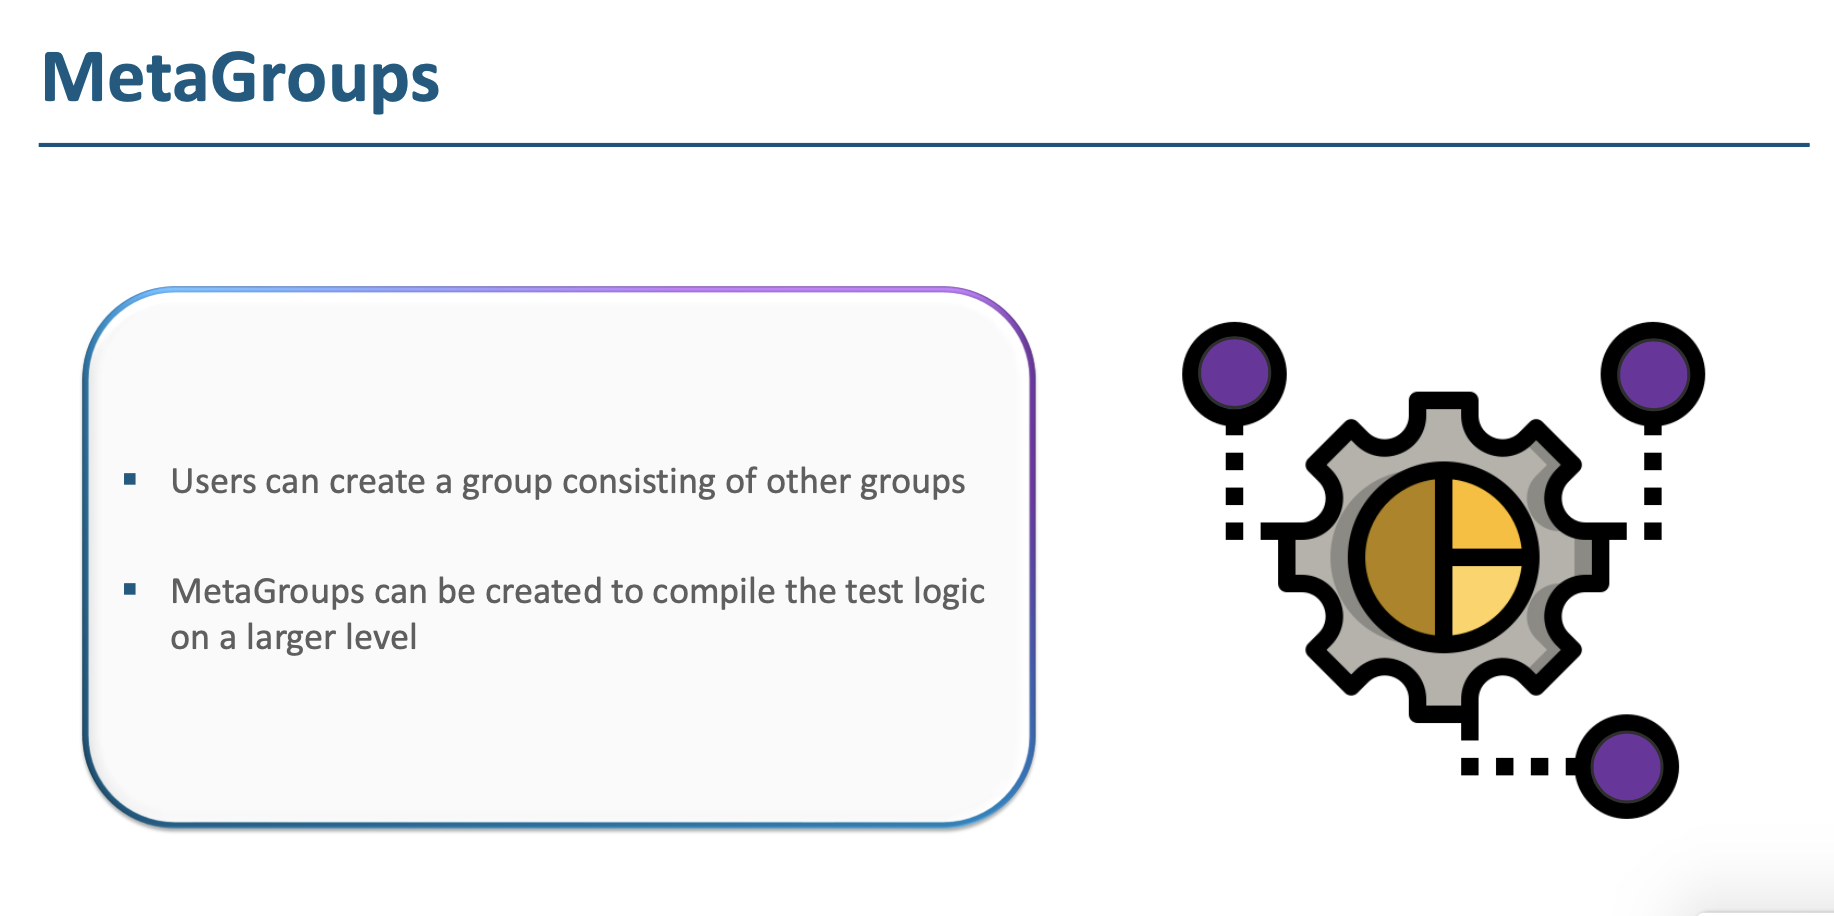 MetaGroups
▪ Users can create a group consisting of other groups
▪ MetaGroups can be created to compile the test logic
on a larger level